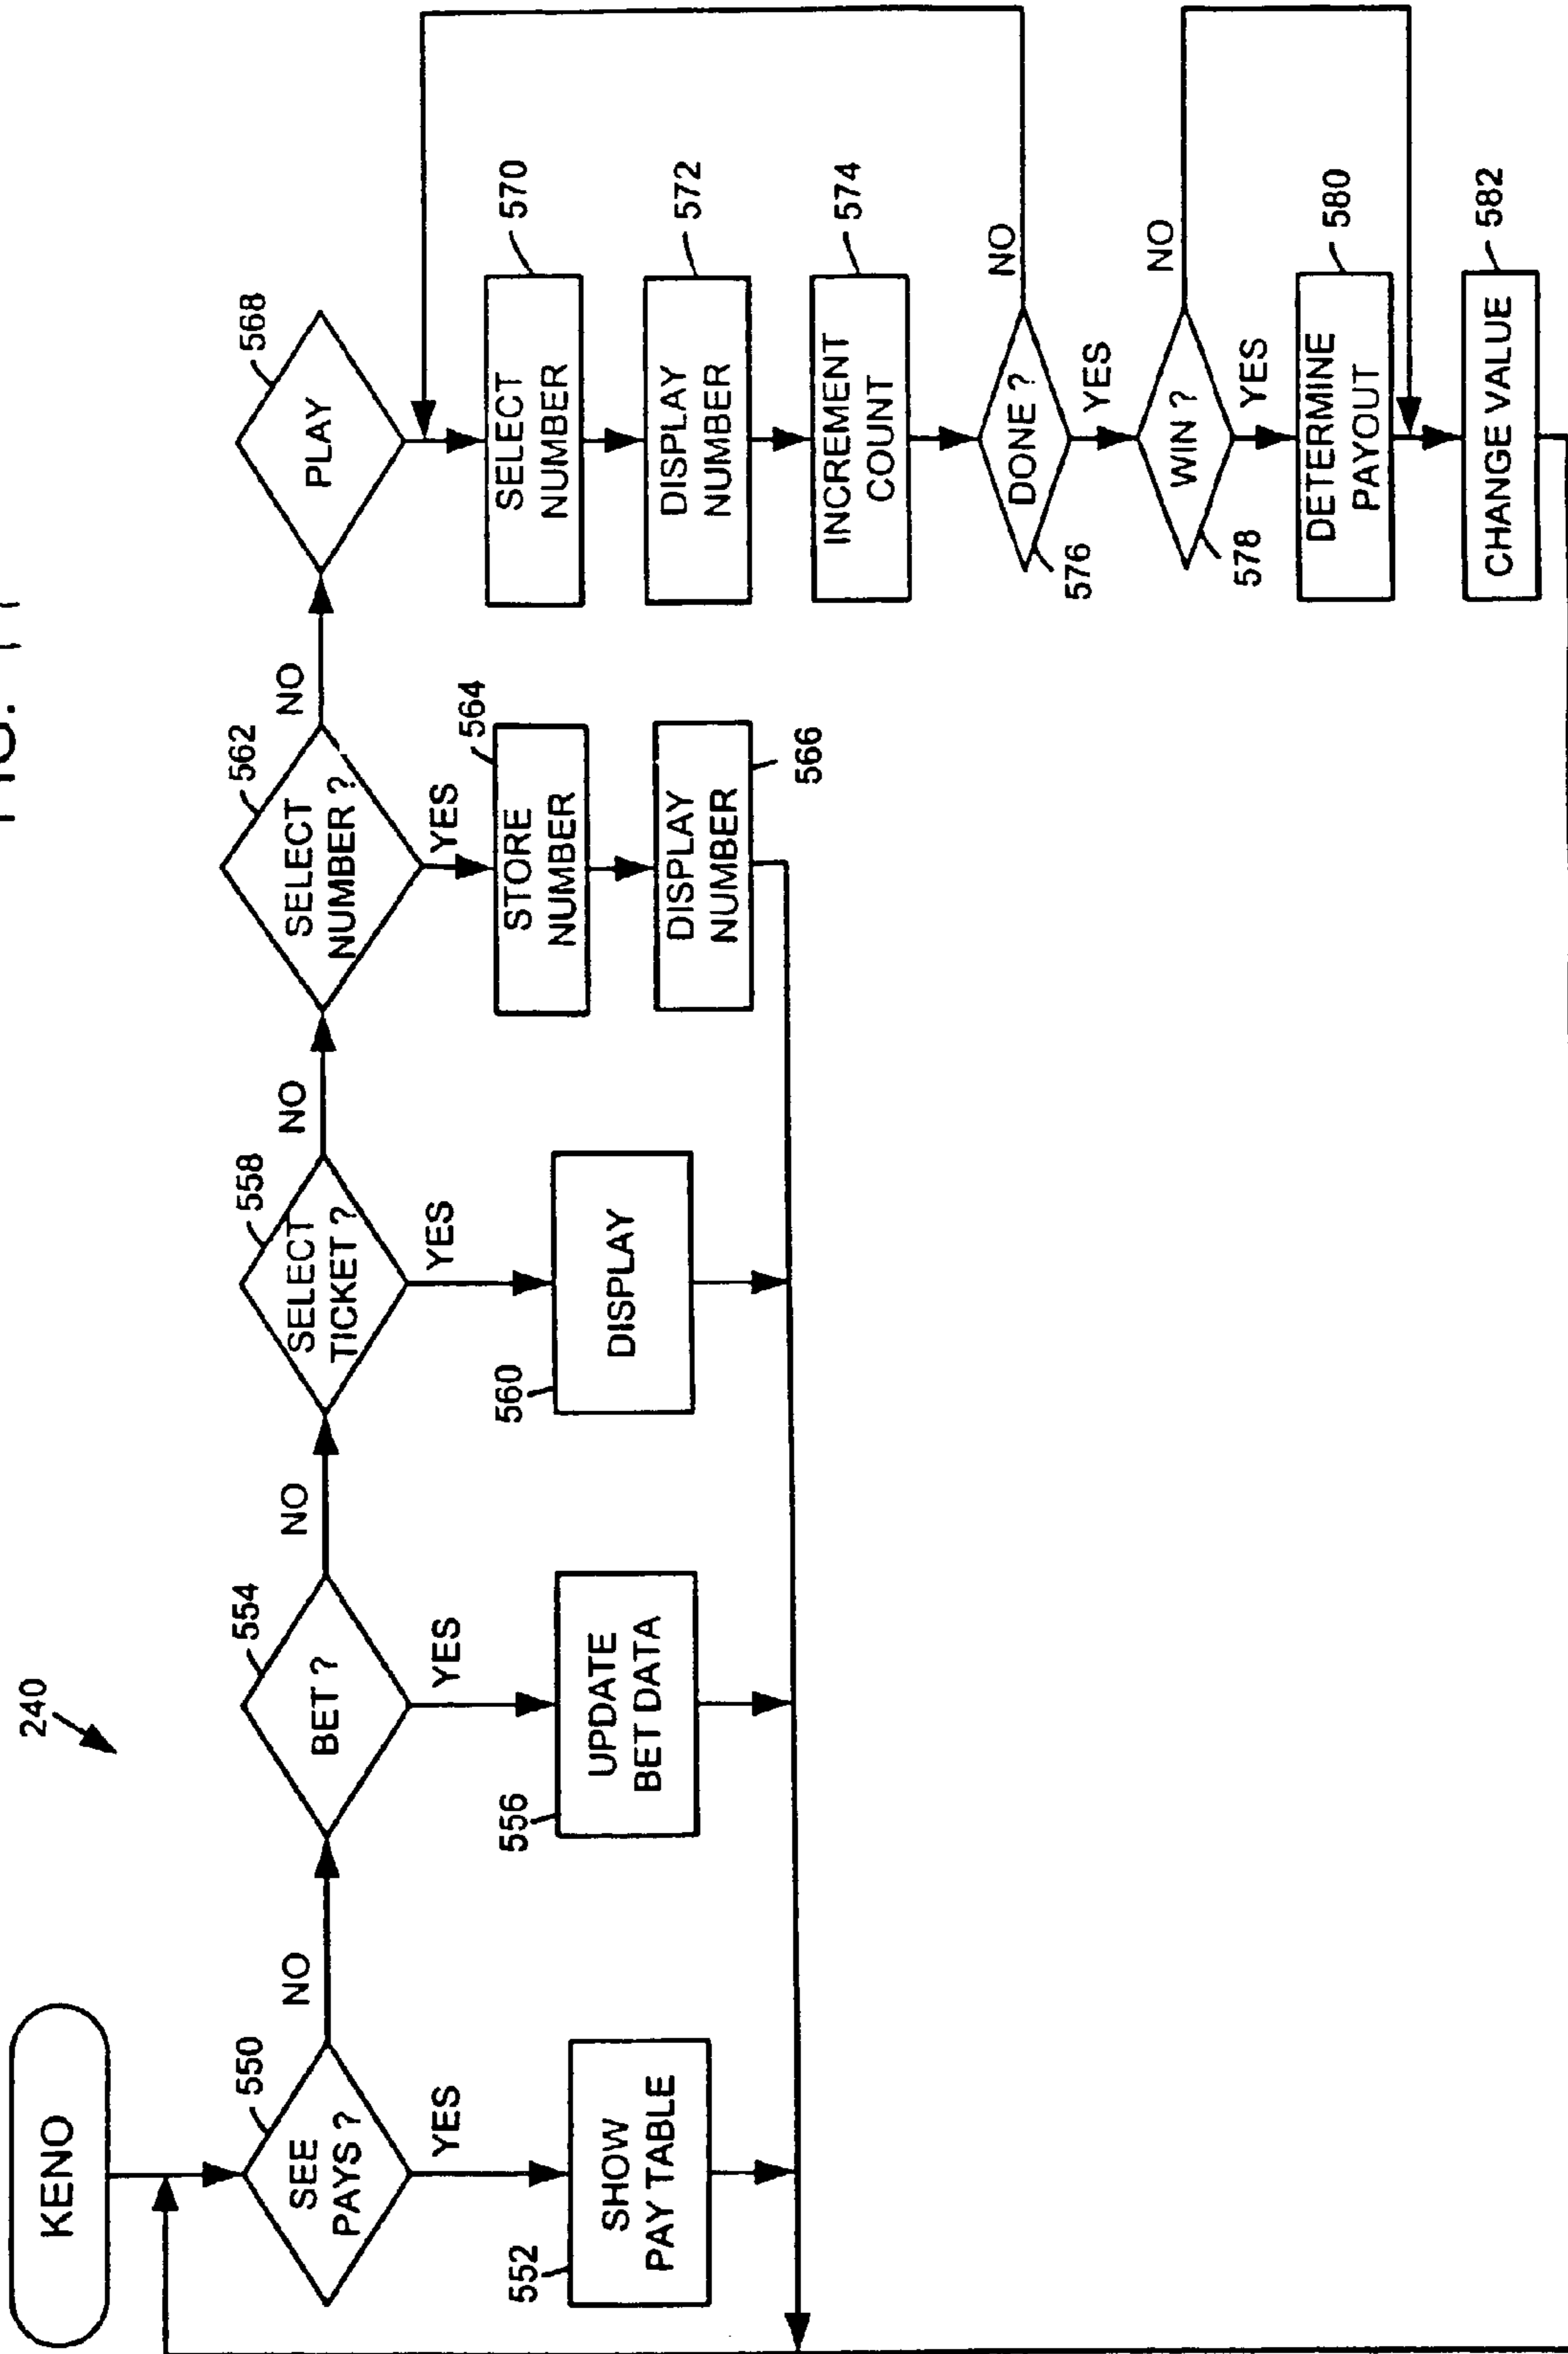 240
KENO
550
SEE
PAYS ?
NO
YES
552
SHOW
PAY TABLE
554
BET ?
NO
YES
556
UPDATE
BET DATA
558
SELECT
TICKET ?
NO
YES
560
DISPLAY
562
SELECT
NUMBER ?
NO
YES
564
STORE
NUMBER
566
DISPLAY
NUMBER
568
PLAY
570
SELECT
NUMBER
572
DISPLAY
NUMBER
574
INCREMENT
COUNT
576
DONE ?
NO
YES
578
WIN ?
NO
YES
580
DETERMINE
PAYOUT
582
CHANGE VALUE